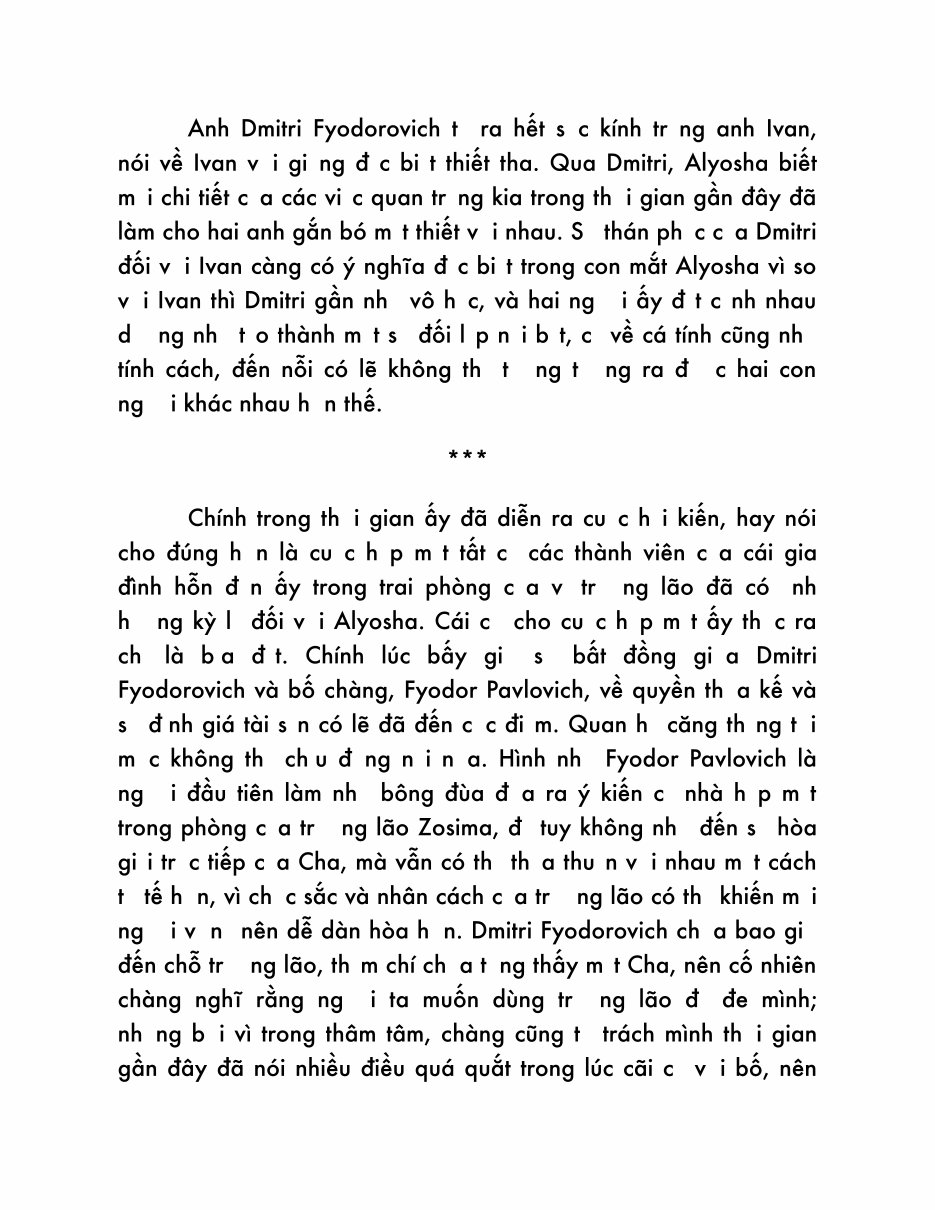 Anh Dmitri Fyodorovich t ra hết s c kính tr ng anh Ivan,
nói về Ivan v i gi ng đ c bi t thiết tha. Qua Dmitri, Alyosha biết
m i chi tiết c a các vi c quan tr ng kia trong th i gian gần đây đã
làm cho hai anh gắn bó m t thiết v i nhau. S thán ph c c a Dmitri
đối v i Ivan càng có ý nghĩa đ c bi t trong con mắt Alyosha vì so
v i Ivan thì Dmitri gần nh vô h c, và hai ng i ấy đ t c nh nhau
d ng nh t o thành m t s đối l p n i b t, c về cá tính cũng nh
tính cách, đến nỗi có lẽ không th t ng t ng ra đ c hai con
ng i khác nhau h n thế.
***
Chính trong th i gian ấy đã diễn ra cu c h i kiến, hay nói
cho đúng h n là cu c h p m t tất c các thành viên c a cái gia
đình hỗn đ n ấy trong trai phòng c a v tr ng lão đã có nh
h ng kỳ l đối v i Alyosha. Cái c cho cu c h p m t ấy th c ra
ch là b a đ t. Chính lúc bấy gi s bất đồng gi a Dmitri
Fyodorovich và bố chàng, Fyodor Pavlovich, về quyền th a kế và
s đ nh giá tài s n có lẽ đã đến c c đi m. Quan h căng th ng t i
m c không th ch u đ ng n i n a. Hình nh Fyodor Pavlovich là
ng i đầu tiên làm nh bông đùa đ a ra ý kiến c nhà h p m t
trong phòng c a tr ng lão Zosima, đ tuy không nh đến s hòa
gi i tr c tiếp c a Cha, mà vẫn có th th a thu n v i nhau m t cách
t tế h n, vì ch c sắc và nhân cách c a tr ng lão có th khiến m i
ng i v n nên dễ dàng hòa h n. Dmitri Fyodorovich ch a bao gi
đến chỗ tr ng lão, th m chí ch a t ng thấy m t Cha, nên cố nhiên
chàng nghĩ rằng ng i ta muốn dùng tr ng lão đ đe mình;
nh ng b i vì trong thâm tâm, chàng cũng t trách mình th i gian
gần đây đã nói nhiều điều quá quắt trong lúc cãi c v i bố, nên